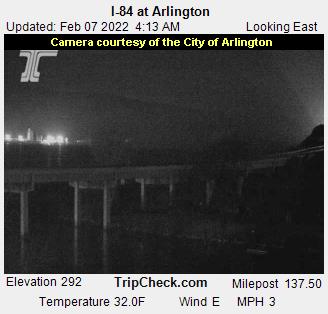 I-84 at Arlington
Updated: Feb 07 2022 4:13 AM Looking East
Camera courtesy of the City of Arlington
Elevation 292 TripCheck.com Milepost 137.50
Temperature 32.0F Wind E MPH 3